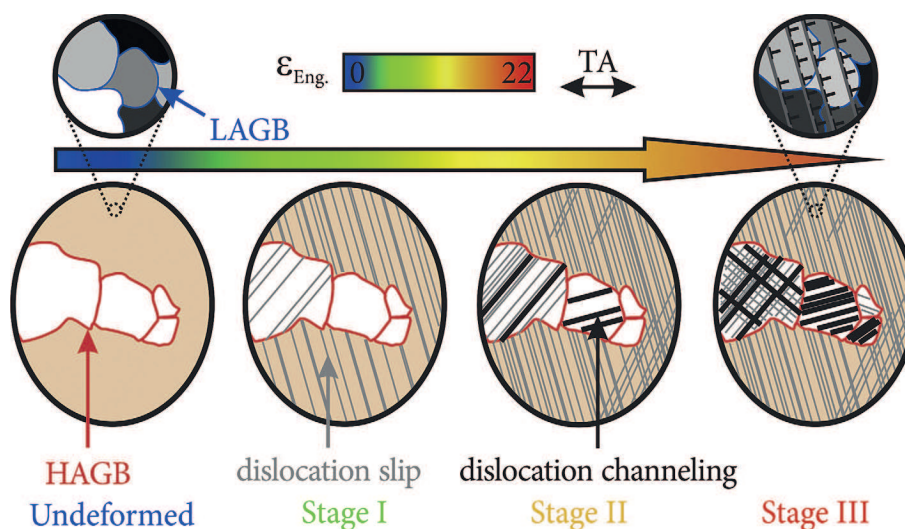 ε Eng.
0
22
TA
LAGB
HAGB
dislocation slip
dislocation channeling
Undeformed
Stage I
Stage II
Stage III